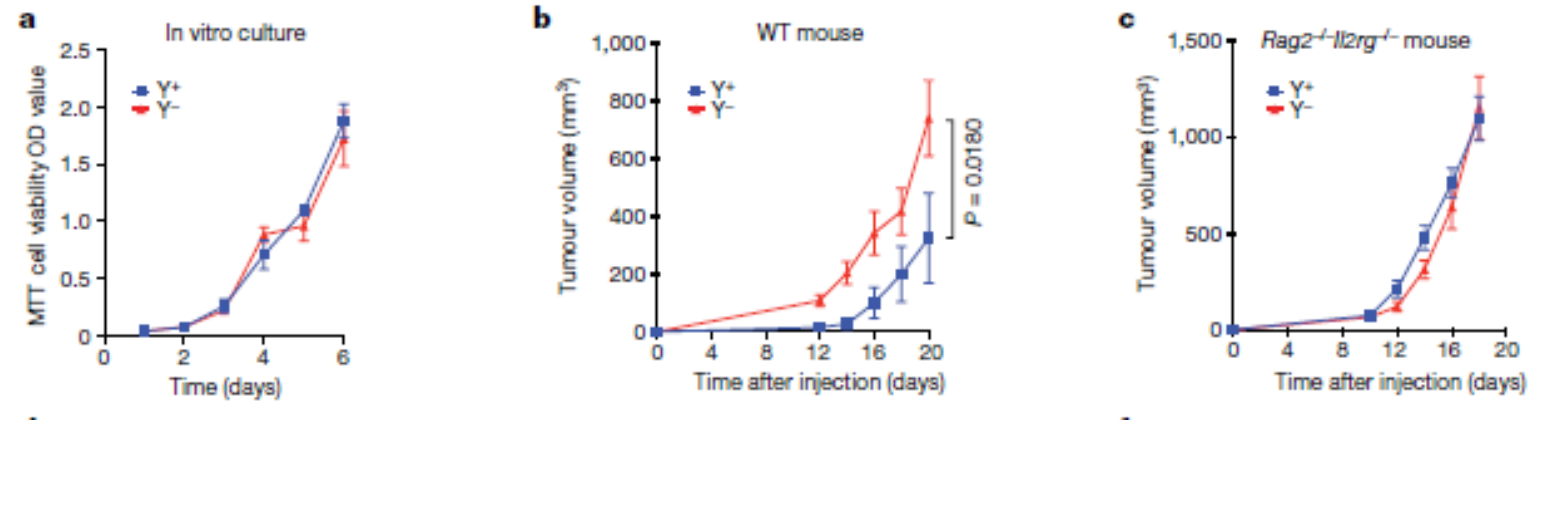 a
In vitro culture
MTT cell viability OD value
2.5
2.0
1.5
1.0
0.5
0
Y+
Y–
0 2 4 6
Time (days)
b
WT mouse
Tumour volume (mm³)
1,000
800
600
400
200
0
Y+
Y–
P = 0.0180
0 4 8 12 16 20
Time after injection (days)
c
Rag2–/–Il2rg–/– mouse
Tumour volume (mm³)
1,500
1,000
500
0
Y+
Y–
0 4 8 12 16 20
Time after injection (days)